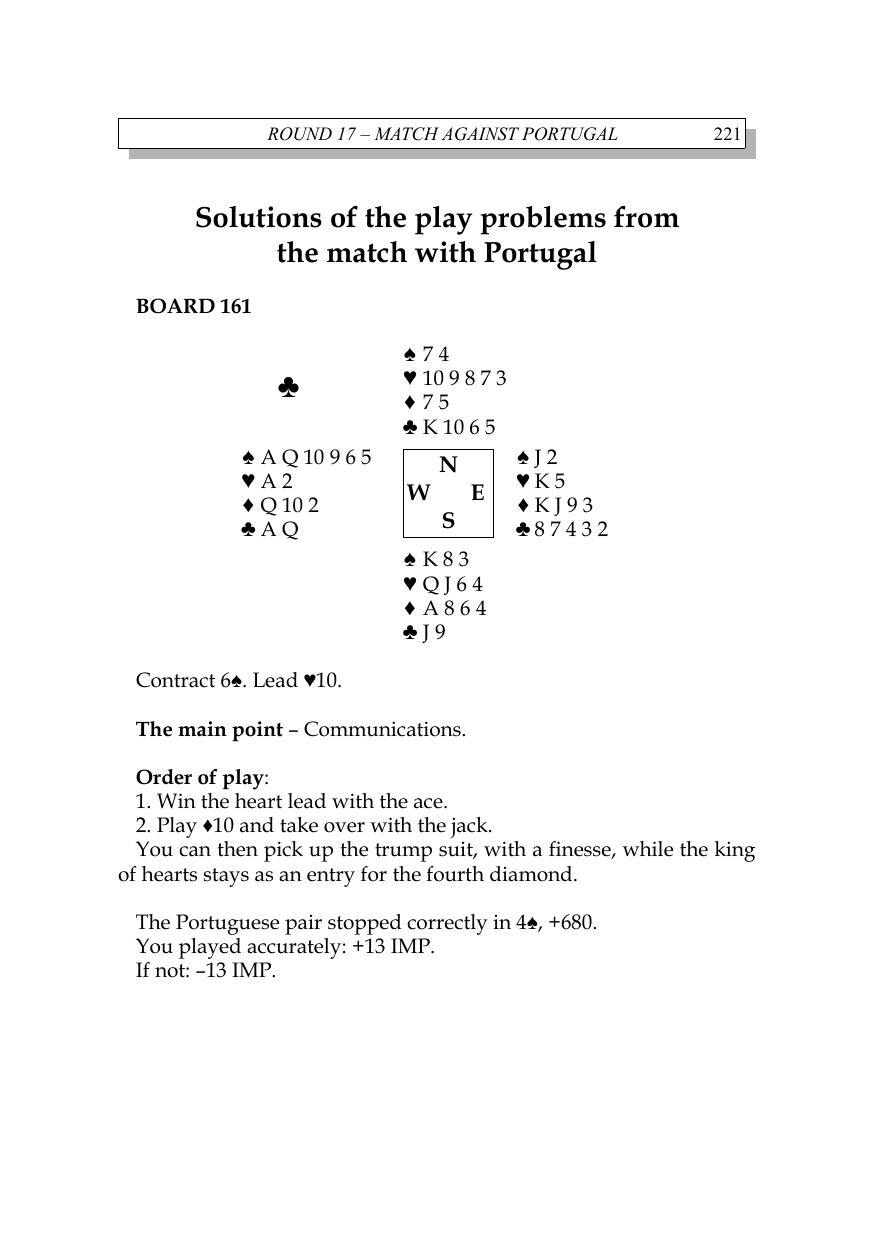 ROUND 17 – MATCH AGAINST PORTUGAL 221
Solutions of the play problems from
the match with Portugal
BOARD 161
♣
♠ 7 4
♥ 10 9 8 7 3
♦ 7 5
♣ K 10 6 5
♠ A Q 10 9 6 5
♥ A 2
♦ Q 10 2
♣ A Q
N
W E
S
♠ J 2
♥ K 5
♦ K J 9 3
♣ 8 7 4 3 2
♠ K 8 3
♥ Q J 6 4
♦ A 8 6 4
♣ J 9
Contract 6♠. Lead ♥10.
The main point – Communications.
Order of play:
1. Win the heart lead with the ace.
2. Play ♦10 and take over with the jack.
You can then pick up the trump suit, with a finesse, while the king
of hearts stays as an entry for the fourth diamond.
The Portuguese pair stopped correctly in 4♠, +680.
You played accurately: +13 IMP.
If not: –13 IMP.